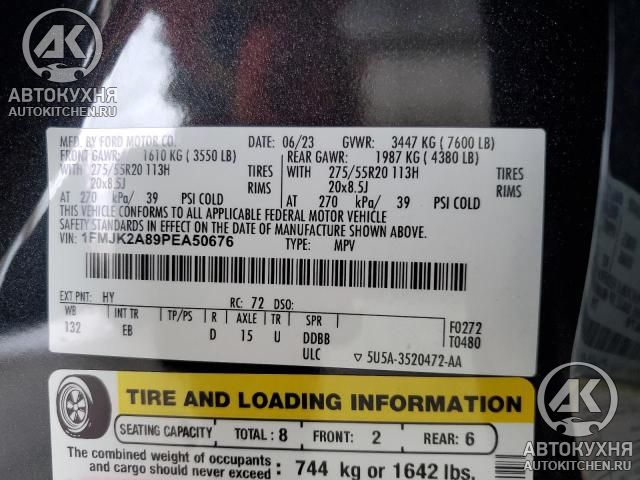 AK
АВТОКУХНЯ
AUTOKITCHEN.RU
MFD. BY FORD MOTOR CO.
DATE: 06/23 GVWR: 3447 KG ( 7600 LB)
FRONT GAWR: 1610 KG ( 3550 LB)
REAR GAWR: 1987 KG ( 4380 LB)
WITH 275/55R20 113H TIRES
WITH 275/55R20 113H TIRES
20x8.5J RIMS
20x8.5J RIMS
AT 270 kPa/ 39 PSI COLD
AT 270 kPa/ 39 PSI COLD
THIS VEHICLE CONFORMS TO ALL APPLICABLE FEDERAL MOTOR VEHICLE
SAFETY STANDARDS IN EFFECT ON THE DATE OF MANUFACTURE SHOWN ABOVE.
VIN: 1FMJK2A89PEA50676 TYPE: MPV
EXT PNT: HY RC: 72 DSO:
WB INT TR TP/PS R AXLE TR SPR
F0272
132 EB D 15 U DDBB
T0480
ULC ▽ 5U5A-3520472-AA
TIRE AND LOADING INFORMATION
SEATING CAPACITY TOTAL: 8 FRONT: 2 REAR: 6
The combined weight of occupants
and cargo should never exceed: 744 kg or 1642 lbs.
AK
АВТОКУХНЯ
AUTOKITCHEN.RU